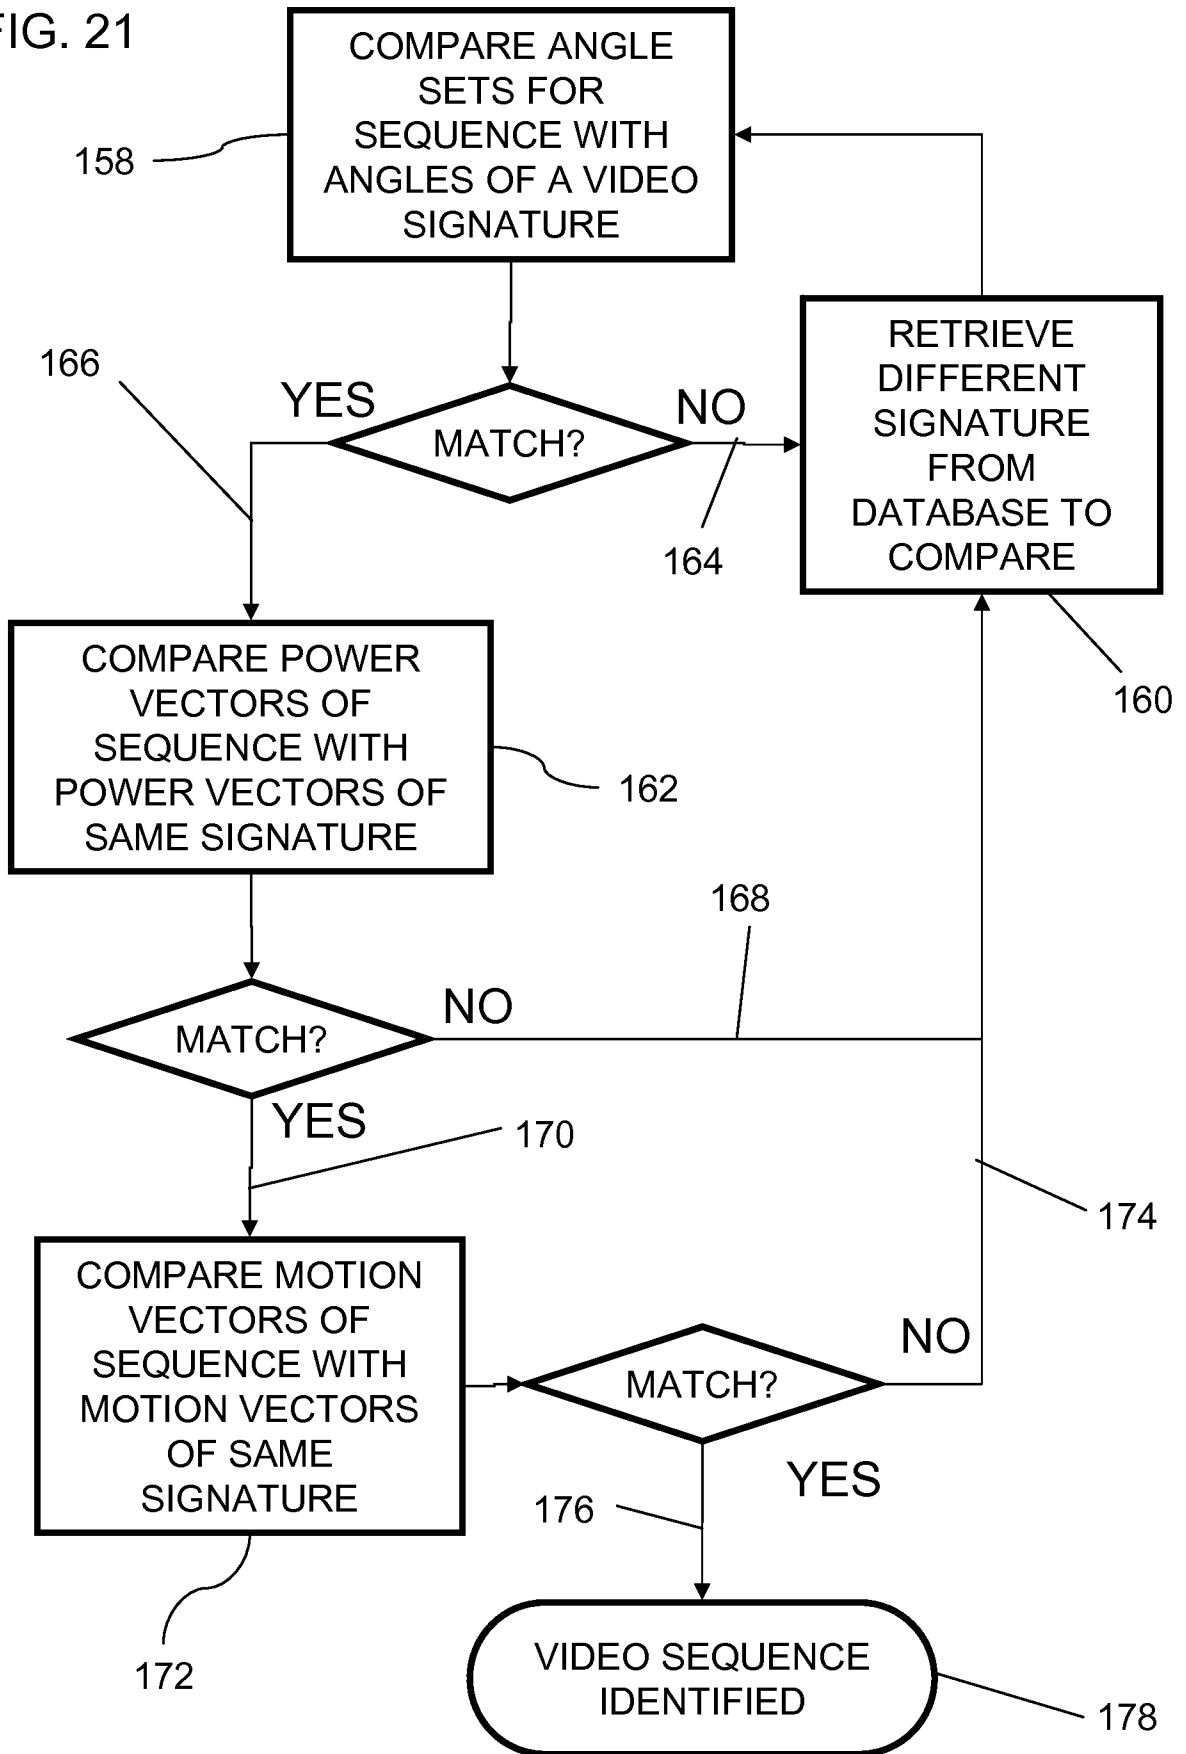 FIG. 21
COMPARE ANGLE
SETS FOR
SEQUENCE WITH
ANGLES OF A VIDEO
SIGNATURE
158
RETRIEVE
DIFFERENT
SIGNATURE
FROM
DATABASE TO
COMPARE
166
YES
NO
MATCH?
164
160
COMPARE POWER
VECTORS OF
SEQUENCE WITH
POWER VECTORS OF
SAME SIGNATURE
162
168
NO
MATCH?
YES
170
174
COMPARE MOTION
VECTORS OF
SEQUENCE WITH
MOTION VECTORS
OF SAME
SIGNATURE
NO
MATCH?
YES
176
172
VIDEO SEQUENCE
IDENTIFIED
178